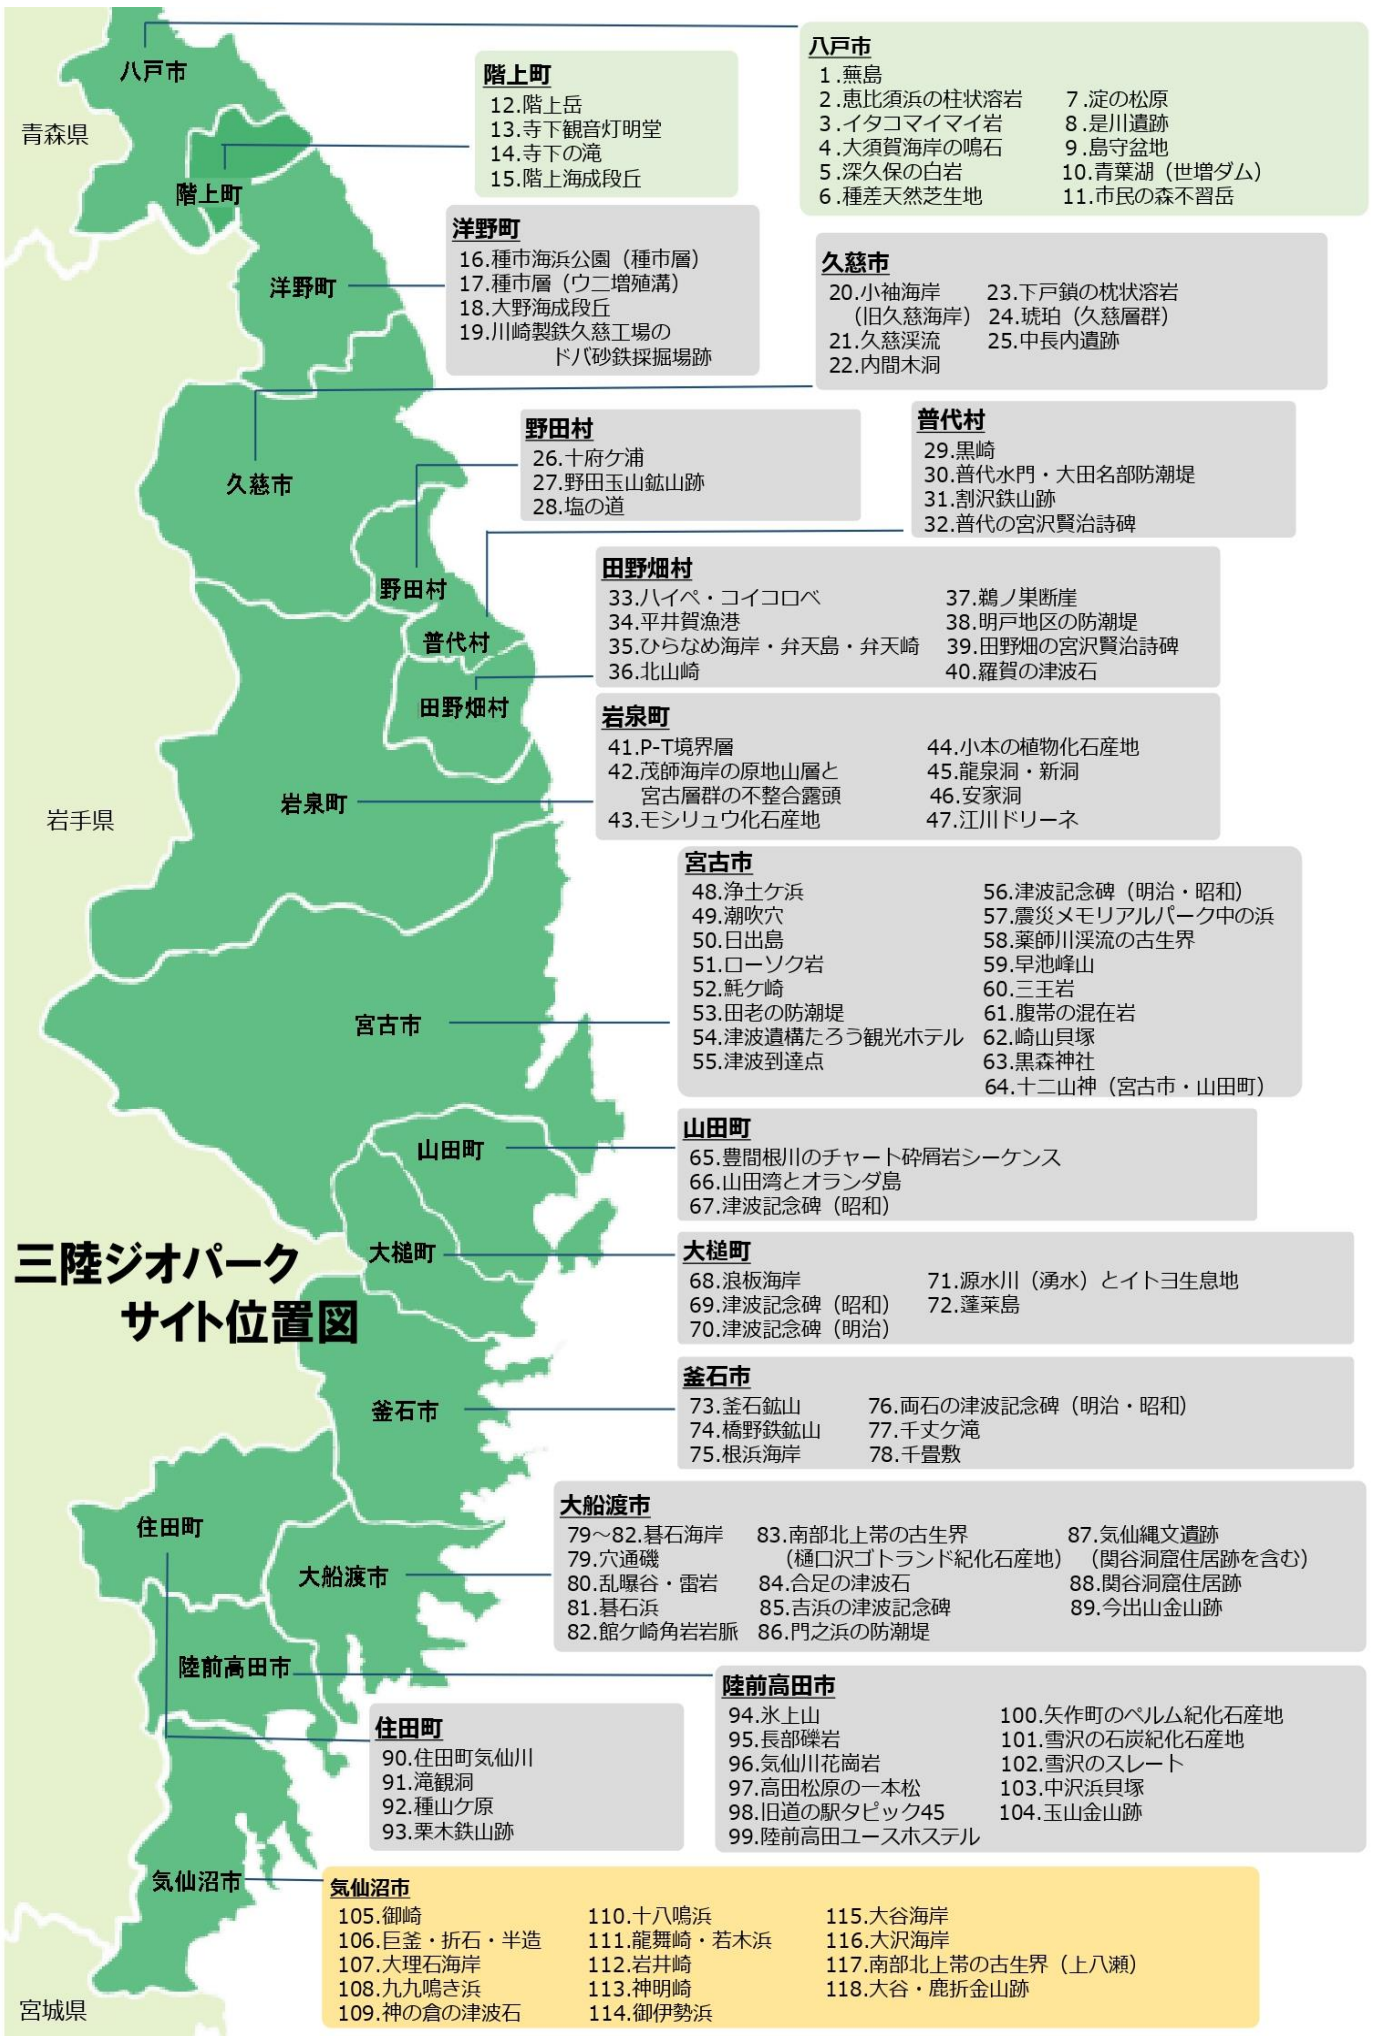 八戸市
1.蕪島
2.恵比須浜の柱状溶岩
3.イタコマイマイ岩
4.大須賀海岸の鳴石
5.深久保の白岩
6.種差天然芝生地
7.淀の松原
8.是川遺跡
9.島守盆地
10.青葉湖（世増ダム）
11.市民の森不習岳
階上町
12.階上岳
13.寺下観音灯明堂
14.寺下の滝
15.階上海成段丘
洋野町
16.種市海浜公園（種市層）
17.種市層（ウニ増殖溝）
18.大野海成段丘
19.川崎製鉄久慈工場の
ドバ砂鉄採掘場跡
久慈市
20.小袖海岸
（旧久慈海岸）
21.久慈渓流
22.内間木洞
23.下戸鎖の枕状溶岩
24.琥珀（久慈層群）
25.中長内遺跡
野田村
26.十府ケ浦
27.野田玉山鉱山跡
28.塩の道
普代村
29.黒崎
30.普代水門・大田名部防潮堤
31.割沢鉄山跡
32.普代の宮沢賢治詩碑
田野畑村
33.ハイペ・コイコロベ
34.平井賀漁港
35.ひらなめ海岸・弁天島・弁天崎
36.北山崎
37.鵜ノ巣断崖
38.明戸地区の防潮堤
39.田野畑の宮沢賢治詩碑
40.羅賀の津波石
岩泉町
41.P-T境界層
42.茂師海岸の原地山層と
宮古層群の不整合露頭
43.モシリュウ化石産地
44.小本の植物化石産地
45.龍泉洞・新洞
46.安家洞
47.江川ドリーネ
宮古市
48.浄土ケ浜
49.潮吹穴
50.日出島
51.ローソク岩
52.魹ケ崎
53.田老の防潮堤
54.津波遺構たろう観光ホテル
55.津波到達点
56.津波記念碑（明治・昭和）
57.震災メモリアルパーク中の浜
58.薬師川渓流の古生界
59.早池峰山
60.三王岩
61.腹帯の混在岩
62.崎山貝塚
63.黒森神社
64.十二山神（宮古市・山田町）
山田町
65.豊間根川のチャート砕屑岩シーケンス
66.山田湾とオランダ島
67.津波記念碑（昭和）
大槌町
68.浪板海岸
69.津波記念碑（昭和）
70.津波記念碑（明治）
71.源水川（湧水）とイトヨ生息地
72.蓬莱島
釜石市
73.釜石鉱山
74.橋野鉄鉱山
75.根浜海岸
76.両石の津波記念碑（明治・昭和）
77.千丈ケ滝
78.千畳敷
大船渡市
79～82.碁石海岸
79.穴通磯
80.乱曝谷・雷岩
81.碁石浜
82.館ケ崎角岩岩脈
83.南部北上帯の古生界
（樋口沢ゴトランド紀化石産地）
84.合足の津波石
85.吉浜の津波記念碑
86.門之浜の防潮堤
87.気仙縄文遺跡
（関谷洞窟住居跡を含む）
88.関谷洞窟住居跡
89.今出山金山跡
住田町
90.住田町気仙川
91.滝観洞
92.種山ケ原
93.栗木鉄山跡
陸前高田市
94.氷上山
95.長部礫岩
96.気仙川花崗岩
97.高田松原の一本松
98.旧道の駅タピック45
99.陸前高田ユースホステル
100.矢作町のペルム紀化石産地
101.雪沢の石炭紀化石産地
102.雪沢のスレート
103.中沢浜貝塚
104.玉山金山跡
気仙沼市
105.御崎
106.巨釜・折石・半造
107.大理石海岸
108.九九鳴き浜
109.神の倉の津波石
110.十八鳴浜
111.龍舞崎・若木浜
112.岩井崎
113.神明崎
114.御伊勢浜
115.大谷海岸
116.大沢海岸
117.南部北上帯の古生界（上八瀬）
118.大谷・鹿折金山跡
八戸市
青森県
階上町
洋野町
久慈市
野田村
普代村
田野畑村
岩泉町
岩手県
宮古市
山田町
大槌町
三陸ジオパーク
サイト位置図
釜石市
住田町
大船渡市
陸前高田市
気仙沼市
宮城県